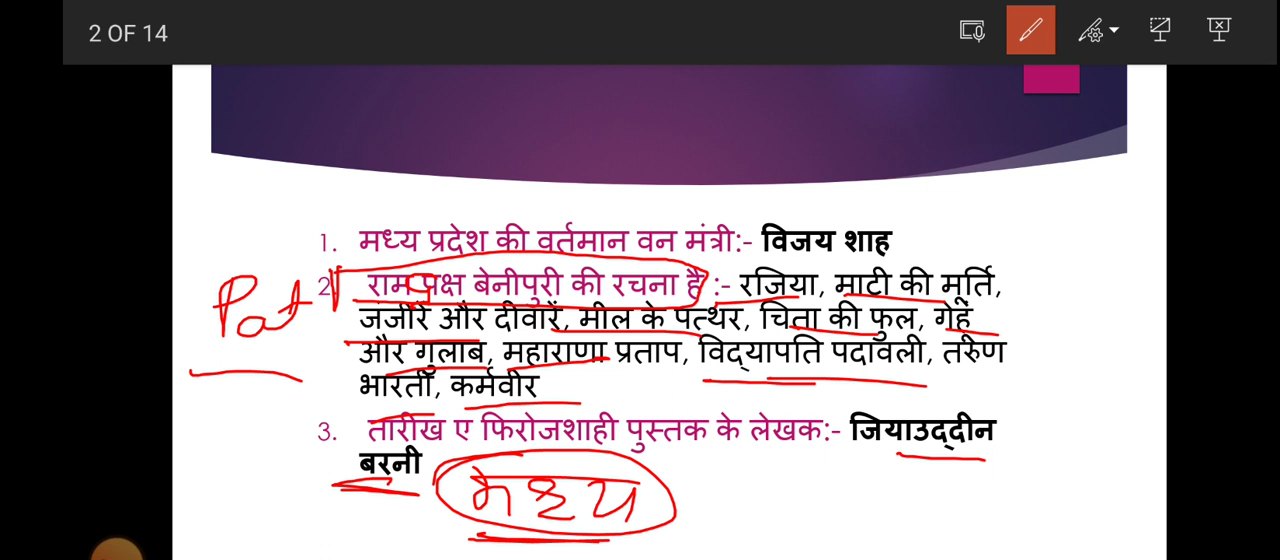 2 OF 14
1. मध्य प्रदेश की वर्तमान वन मंत्री:- विजय शाह
2 राम पक्ष बेनीपुरी की रचना है :- रजिया, माटी की मूर्ति,
जंजीरें और दीवारें, मील के पत्थर, चिता की फुल, गेहें
और गुलाब, महाराणा प्रताप, विद्यापति पदावली, तरुण
भारती, कर्मवीर
3. तारीख ए फिरोजशाही पुस्तक के लेखक:- जियाउद्दीन
बरनी